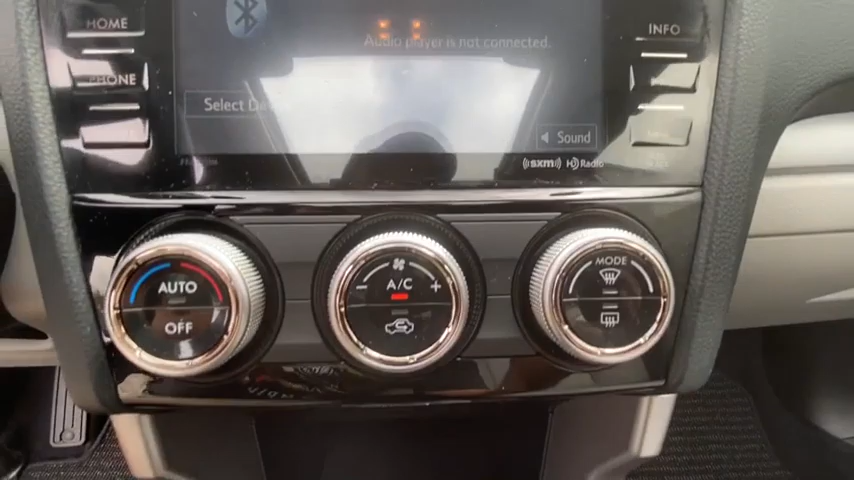 HOME
INFO
Audio player is not connected.
PHONE
Select De
Sound
sxm HD Radio
AUTO
OFF
- A/C +
MODE